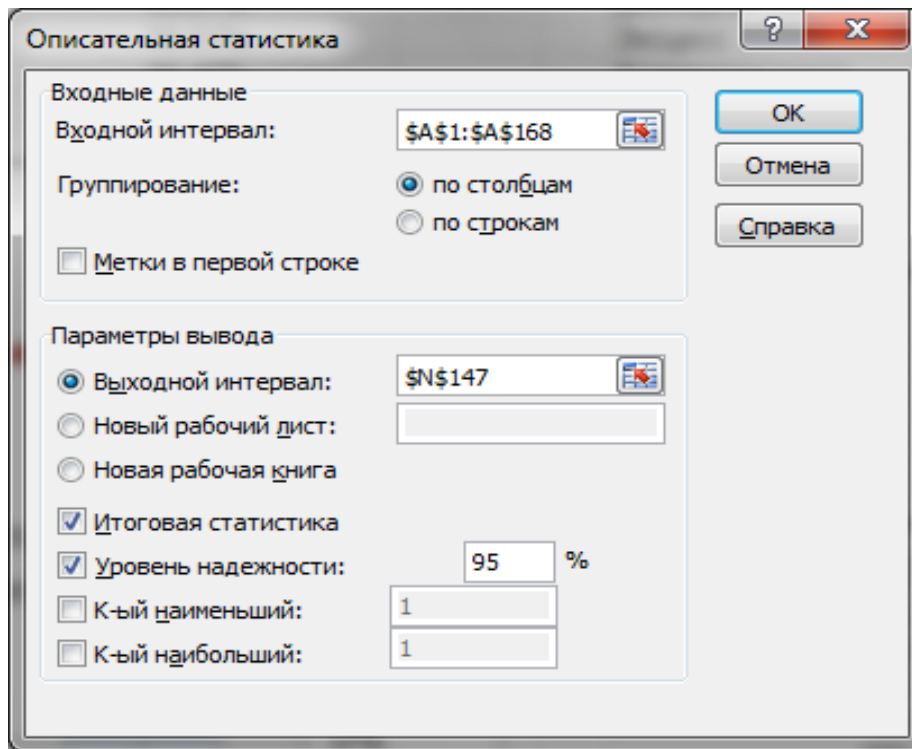 Описательная статистика
Входные данные
Входной интервал: $A$1:$A$168
Группирование: по столбцам
по строкам
Метки в первой строке
OK
Отмена
Справка
Параметры вывода
Выходной интервал: $N$147
Новый рабочий лист:
Новая рабочая книга
Итоговая статистика
Уровень надежности: 95 %
К-ый наименьший: 1
К-ый наибольший: 1